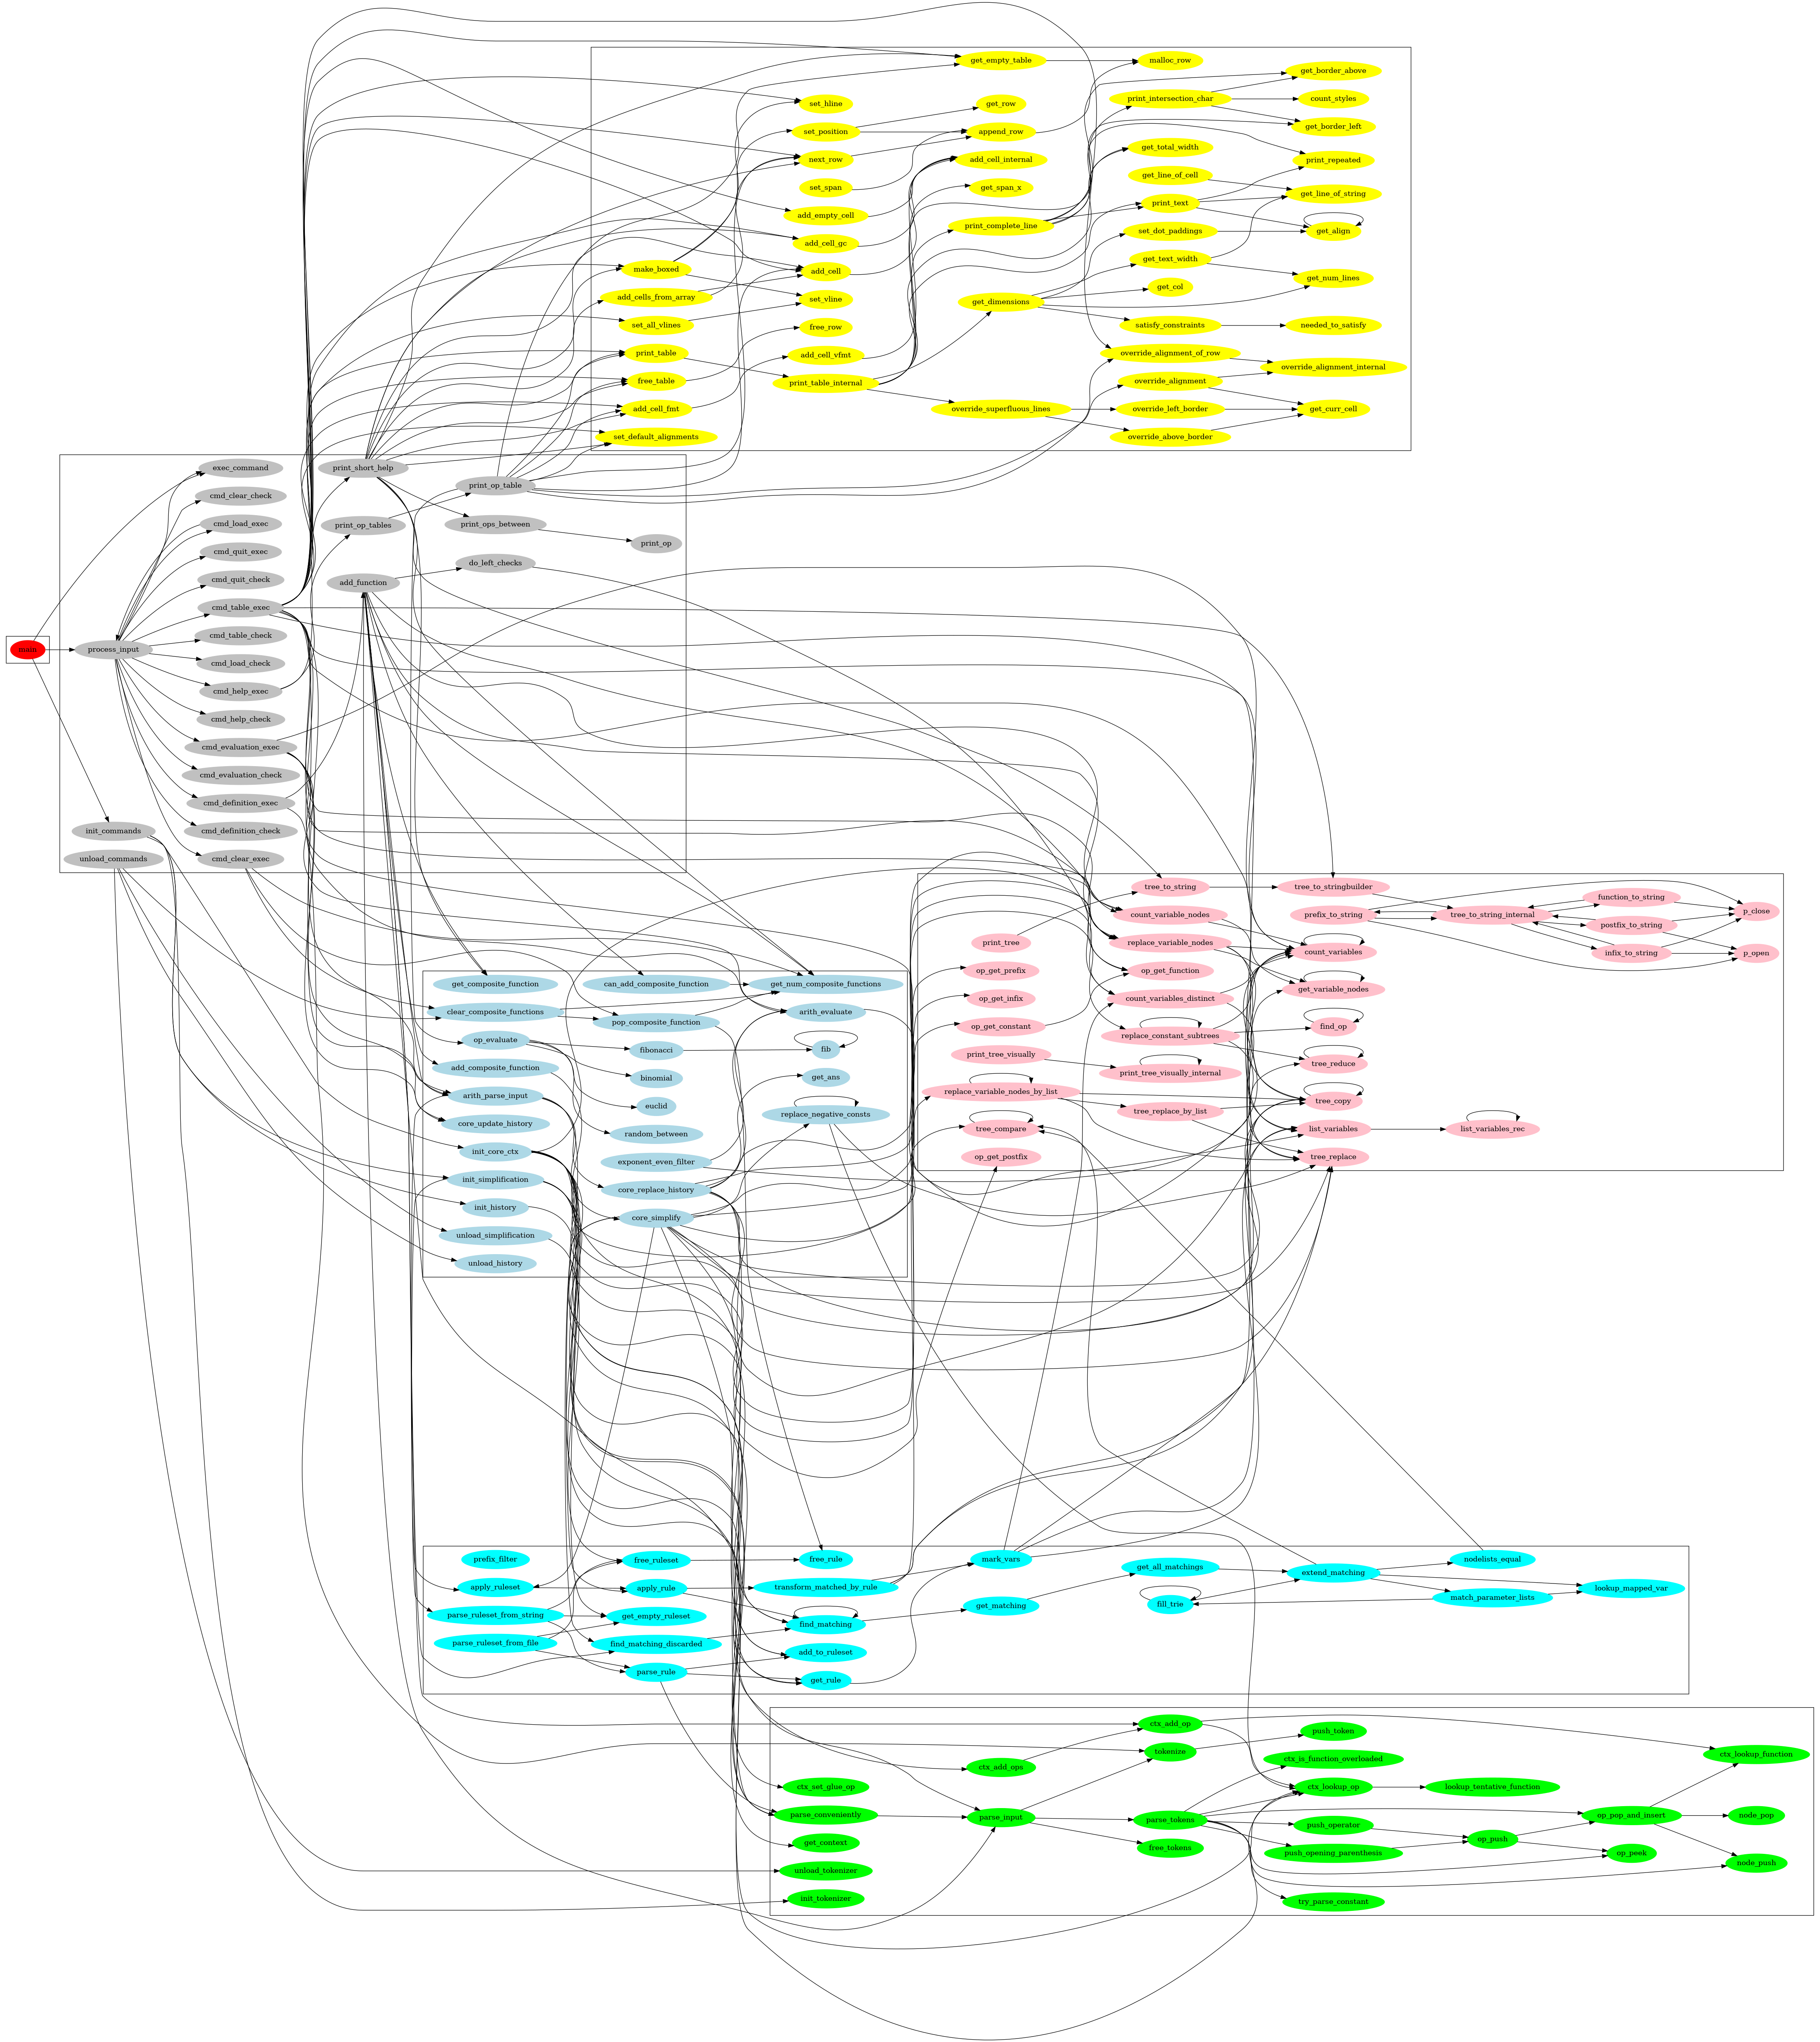 main
exec_command
cmd_clear_check
cmd_load_exec
cmd_quit_exec
cmd_quit_check
cmd_table_exec
cmd_table_check
process_input
cmd_load_check
cmd_help_exec
cmd_help_check
cmd_evaluation_exec
cmd_evaluation_check
cmd_definition_exec
cmd_definition_check
init_commands
unload_commands
cmd_clear_exec
print_short_help
print_op_table
print_op_tables
print_ops_between
print_op
do_left_checks
add_function
get_empty_table
malloc_row
get_border_above
set_hline
get_row
print_intersection_char
count_styles
set_position
append_row
get_border_left
next_row
add_cell_internal
get_total_width
print_repeated
set_span
get_span_x
get_line_of_cell
get_line_of_string
add_empty_cell
print_complete_line
print_text
add_cell_gc
set_dot_paddings
get_align
make_boxed
add_cell
get_text_width
get_num_lines
add_cells_from_array
set_vline
get_dimensions
get_col
set_all_vlines
free_row
satisfy_constraints
needed_to_satisfy
print_table
add_cell_vfmt
override_alignment_of_row
override_alignment_internal
free_table
print_table_internal
override_alignment
add_cell_fmt
override_superfluous_lines
override_left_border
get_curr_cell
set_default_alignments
override_above_border
tree_to_string
tree_to_stringbuilder
count_variable_nodes
prefix_to_string
tree_to_string_internal
function_to_string
postfix_to_string
infix_to_string
p_close
p_open
print_tree
replace_variable_nodes
count_variables
op_get_prefix
op_get_function
get_variable_nodes
op_get_infix
count_variables_distinct
op_get_constant
replace_constant_subtrees
find_op
print_tree_visually
print_tree_visually_internal
tree_reduce
replace_variable_nodes_by_list
tree_replace_by_list
tree_copy
tree_compare
list_variables
list_variables_rec
op_get_postfix
tree_replace
get_composite_function
can_add_composite_function
get_num_composite_functions
clear_composite_functions
pop_composite_function
arith_evaluate
op_evaluate
fibonacci
fib
add_composite_function
binomial
get_ans
arith_parse_input
euclid
replace_negative_consts
core_update_history
random_between
init_core_ctx
exponent_even_filter
init_simplification
core_replace_history
init_history
core_simplify
unload_simplification
unload_history
prefix_filter
free_ruleset
free_rule
mark_vars
nodelists_equal
apply_ruleset
apply_rule
transform_matched_by_rule
get_all_matchings
extend_matching
lookup_mapped_var
parse_ruleset_from_string
get_empty_ruleset
find_matching
get_matching
fill_trie
match_parameter_lists
parse_ruleset_from_file
find_matching_discarded
add_to_ruleset
parse_rule
get_rule
ctx_add_op
push_token
ctx_lookup_function
ctx_add_ops
tokenize
ctx_is_function_overloaded
ctx_set_glue_op
ctx_lookup_op
lookup_tentative_function
parse_conveniently
parse_input
parse_tokens
push_operator
op_pop_and_insert
node_pop
get_context
free_tokens
push_opening_parenthesis
op_push
op_peek
node_push
unload_tokenizer
init_tokenizer
try_parse_constant